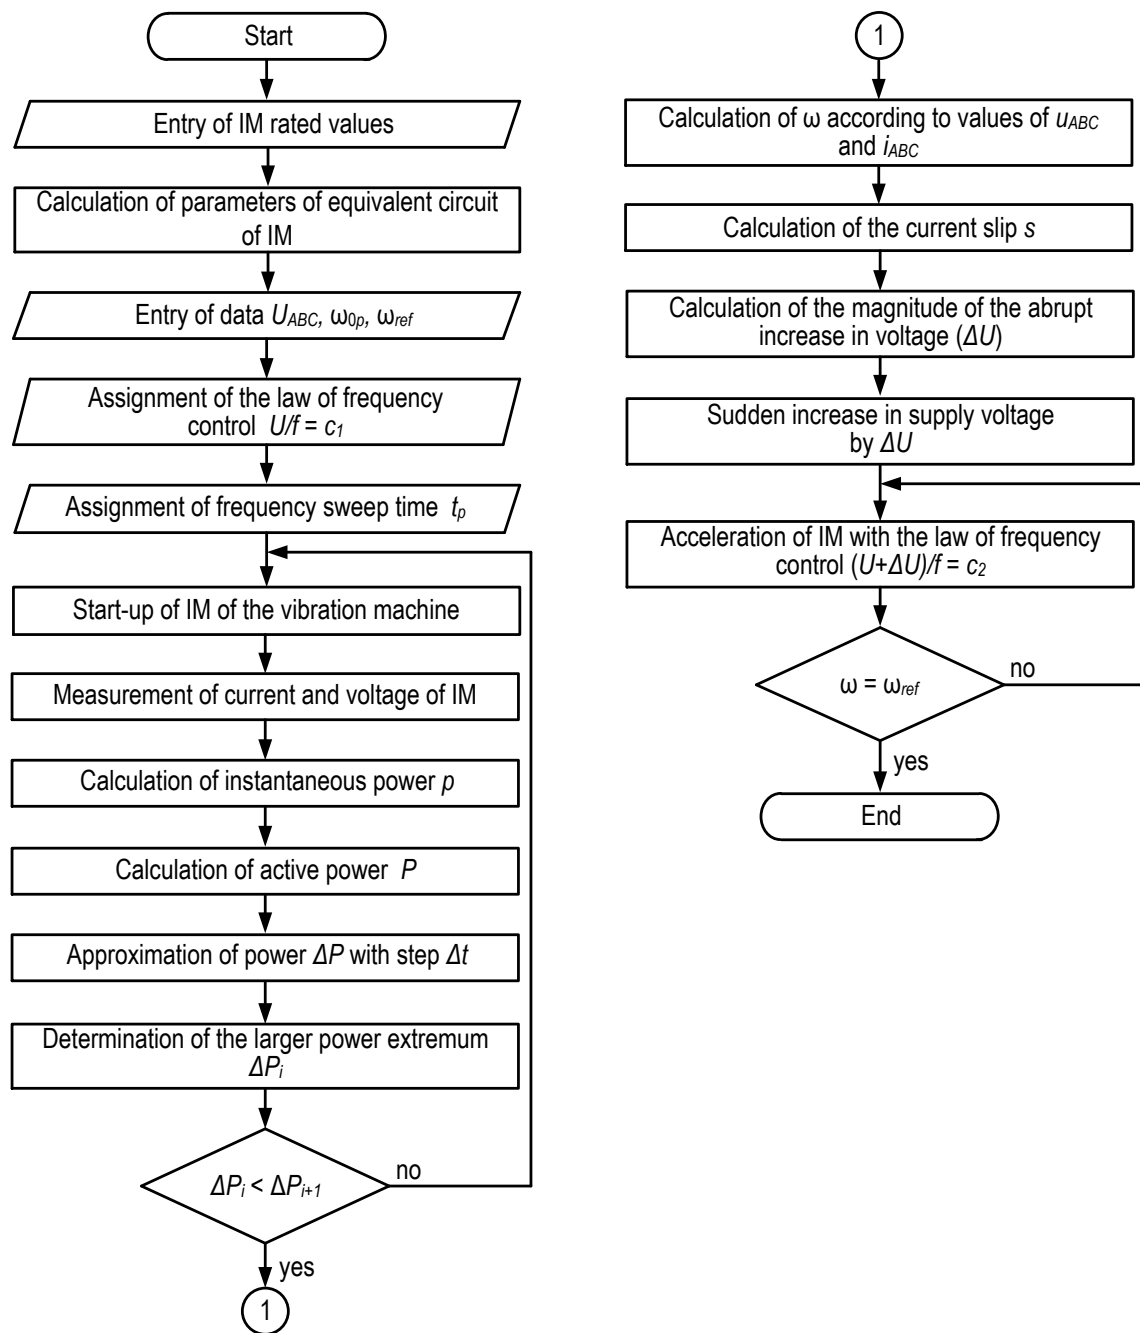 Start
Entry of IM rated values
Calculation of parameters of equivalent circuit
of IM
Entry of data U_ABC, ω_0p, ω_ref
Assignment of the law of frequency
control U/f = c_1
Assignment of frequency sweep time t_p
Start-up of IM of the vibration machine
Measurement of current and voltage of IM
Calculation of instantaneous power p
Calculation of active power P
Approximation of power ΔP with step Δt
Determination of the larger power extremum
ΔP_i
ΔP_i < ΔP_i+1
no
yes
1
1
Calculation of ω according to values of u_ABC
and i_ABC
Calculation of the current slip s
Calculation of the magnitude of the abrupt
increase in voltage (ΔU)
Sudden increase in supply voltage
by ΔU
Acceleration of IM with the law of frequency
control (U+ΔU)/f = c_2
ω = ω_ref
no
yes
End